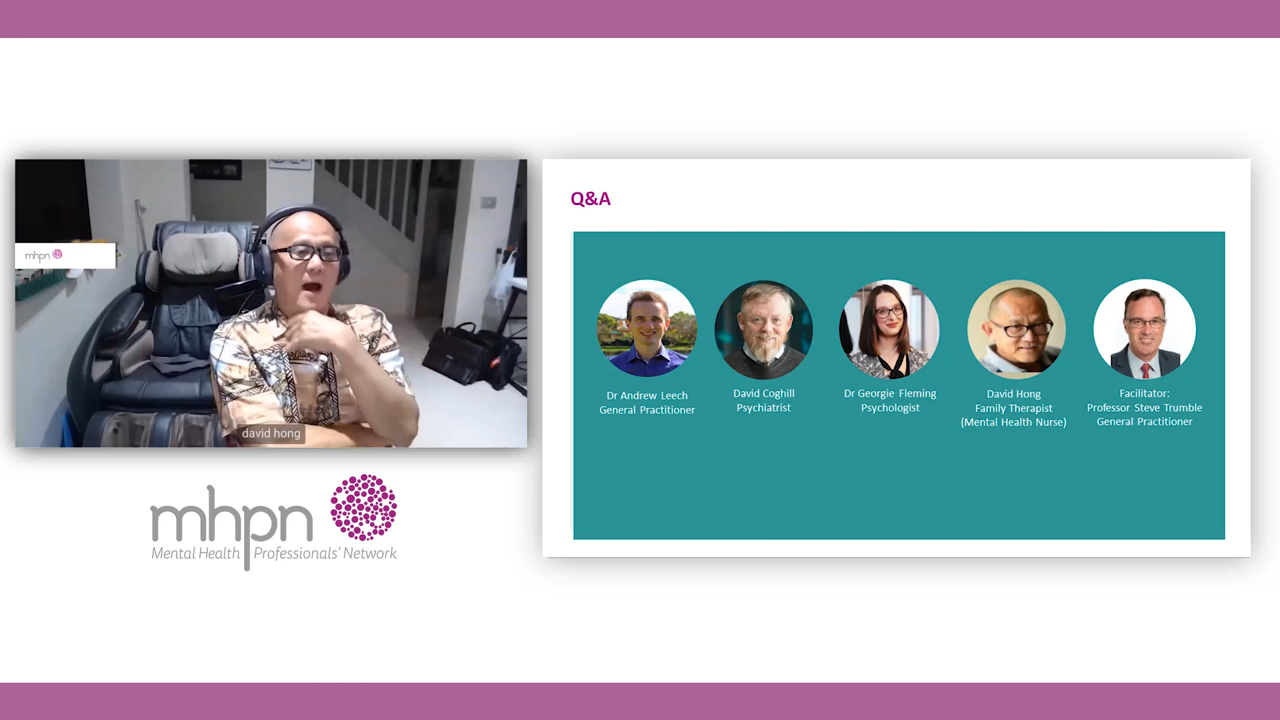 mhpn
david hong
mhpn
Mental Health Professionals' Network
Q&A
Dr Andrew Leech
General Practitioner
David Coghill
Psychiatrist
Dr Georgie Fleming
Psychologist
David Hong
Family Therapist
(Mental Health Nurse)
Facilitator:
Professor Steve Trumble
General Practitioner